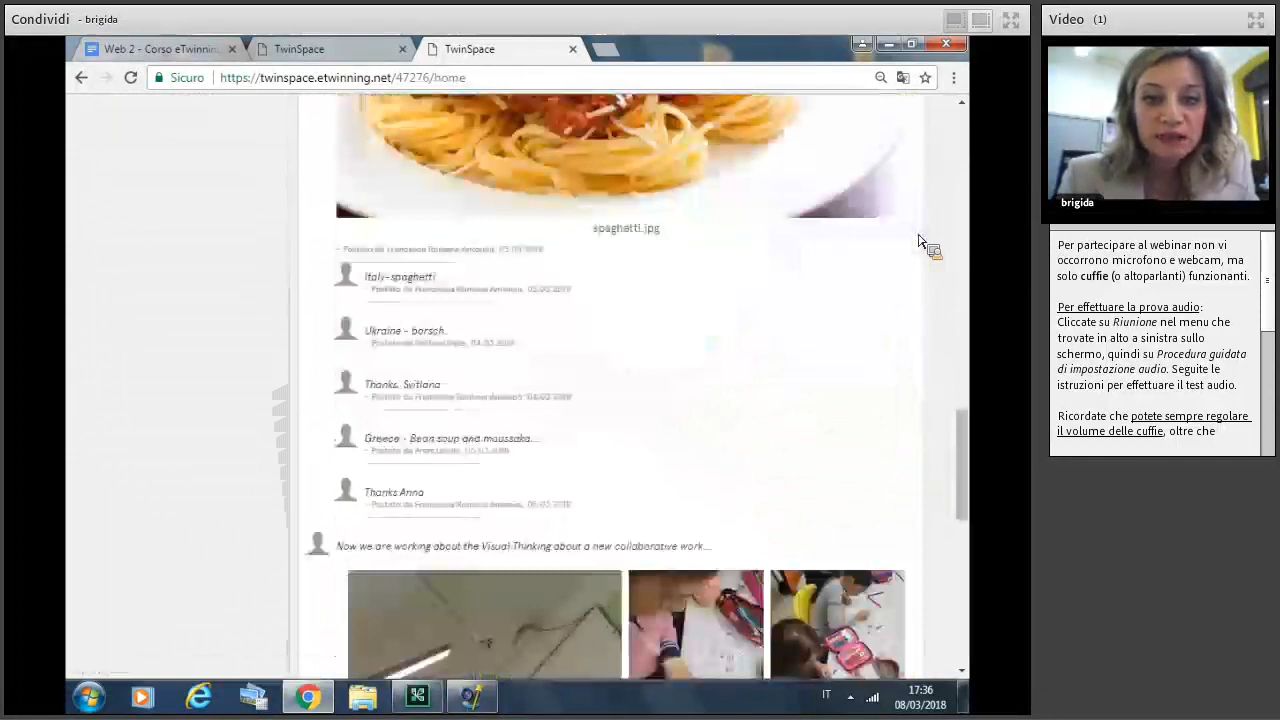 Condividi - brigida
Video (1)
Web 2 - Corso eTwinnin
TwinSpace
TwinSpace
Sicuro
https://twinspace.etwinning.net/47276/home
brigida
spaghetti.jpg
Italy-spaghetti
Ukraine - borsch.
Thanks, Svitlana
Greece - Bean soup and moussaka...
Thanks Anna
Now we are working about the Visual Thinking about a new collaborative work...
Per partecipare al webinar non vi
occorrono microfono e webcam, ma
solo cuffie (o altoparlanti) funzionanti.
Per effettuare la prova audio:
Cliccate su Riunione nel menu che
trovate in alto a sinistra sullo
schermo, quindi su Procedura guidata
di impostazione audio. Seguite le
istruzioni per effettuare il test audio.
Ricordate che potete sempre regolare
il volume delle cuffie, oltre che
IT
17:36
08/03/2018